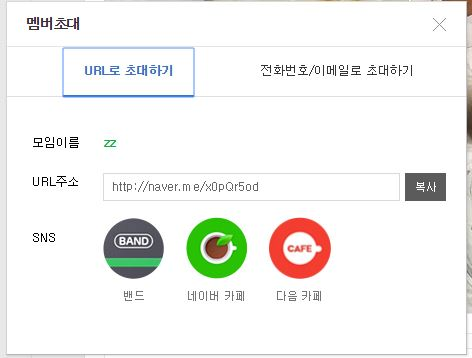 멤버초대
URL로 초대하기 전화번호/이메일로 초대하기
모임이름 zz
URL주소 http://naver.me/x0pQr5od 복사
SNS BAND CAFE
밴드 네이버 카페 다음 카페